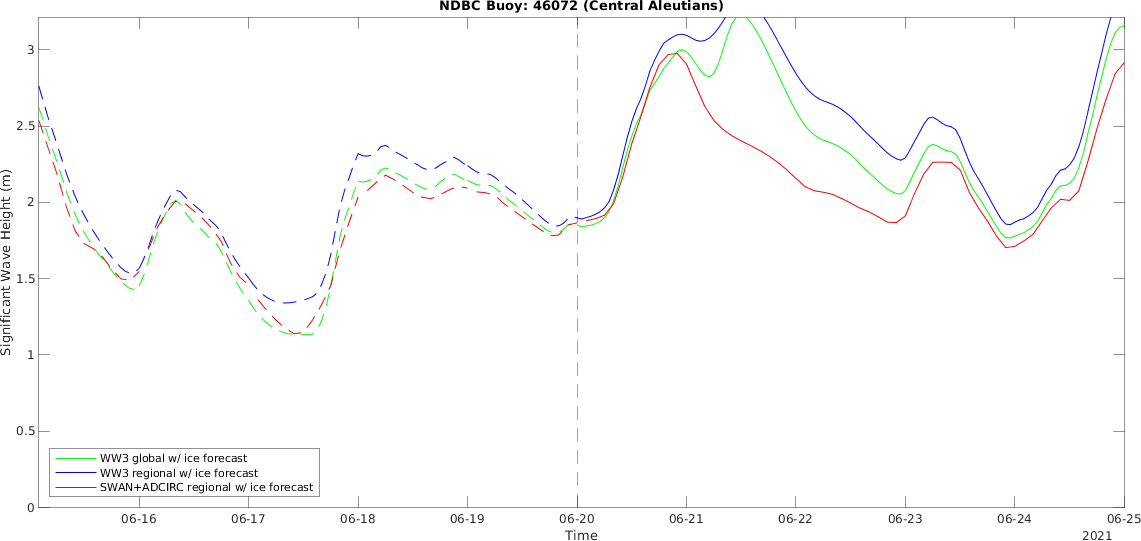 NDBC Buoy: 46072 (Central Aleutians)
3
2.5
2
1.5
1
0.5
0
Significant Wave Height (m)
WW3 global w/ ice forecast
WW3 regional w/ ice forecast
SWAN+ADCIRC regional w/ ice forecast
06-16 06-17 06-18 06-19 06-20 06-21 06-22 06-23 06-24 06-25
Time
2021